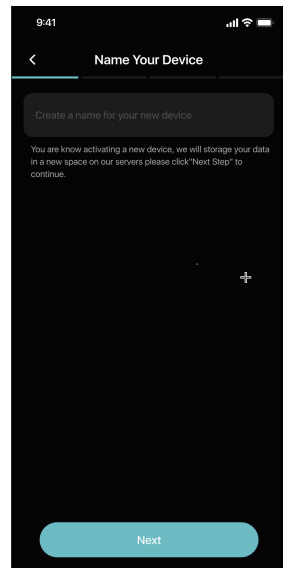 9:41
Name Your Device
Create a name for your new device
You are know activating a new device, we will storage your data
in a new space on our servers please click"Next Step" to
continue.
Next